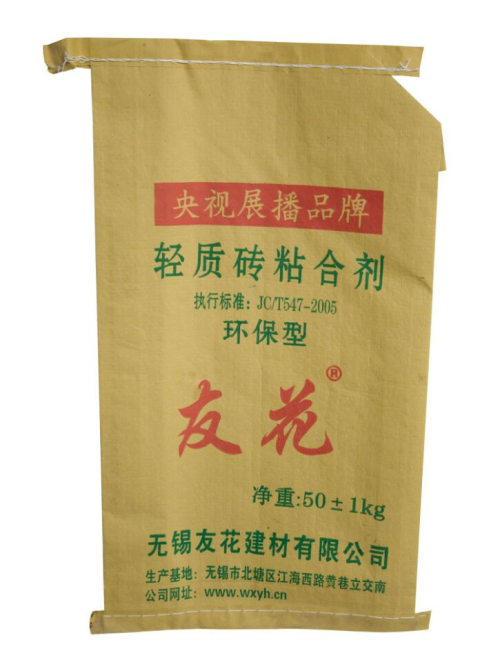 央视展播品牌
轻质砖粘合剂
执行标准：JC/T547-2005
环保型
友花®
净重:50±1kg
无锡友花建材有限公司
生产基地：无锡市北塘区江海西路黄巷立交南
公司网址：www.wxyh.cn